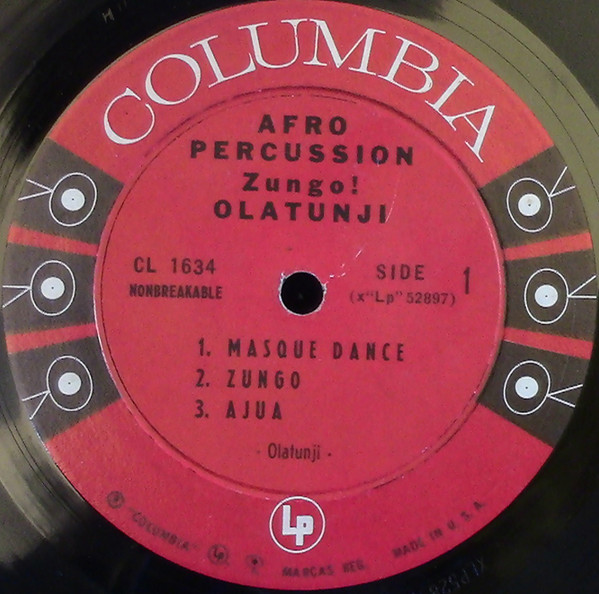 COLUMBIA
AFRO
PERCUSSION
Zungo!
OLATUNJI
CL 1634
NONBREAKABLE
SIDE 1
(x"Lp" 52897)
1. MASQUE DANCE
2. ZUNGO
3. AJUA
- Olatunji -
Lp
"COLUMBIA" Lp MARCAS REG. MADE IN U. S. A.